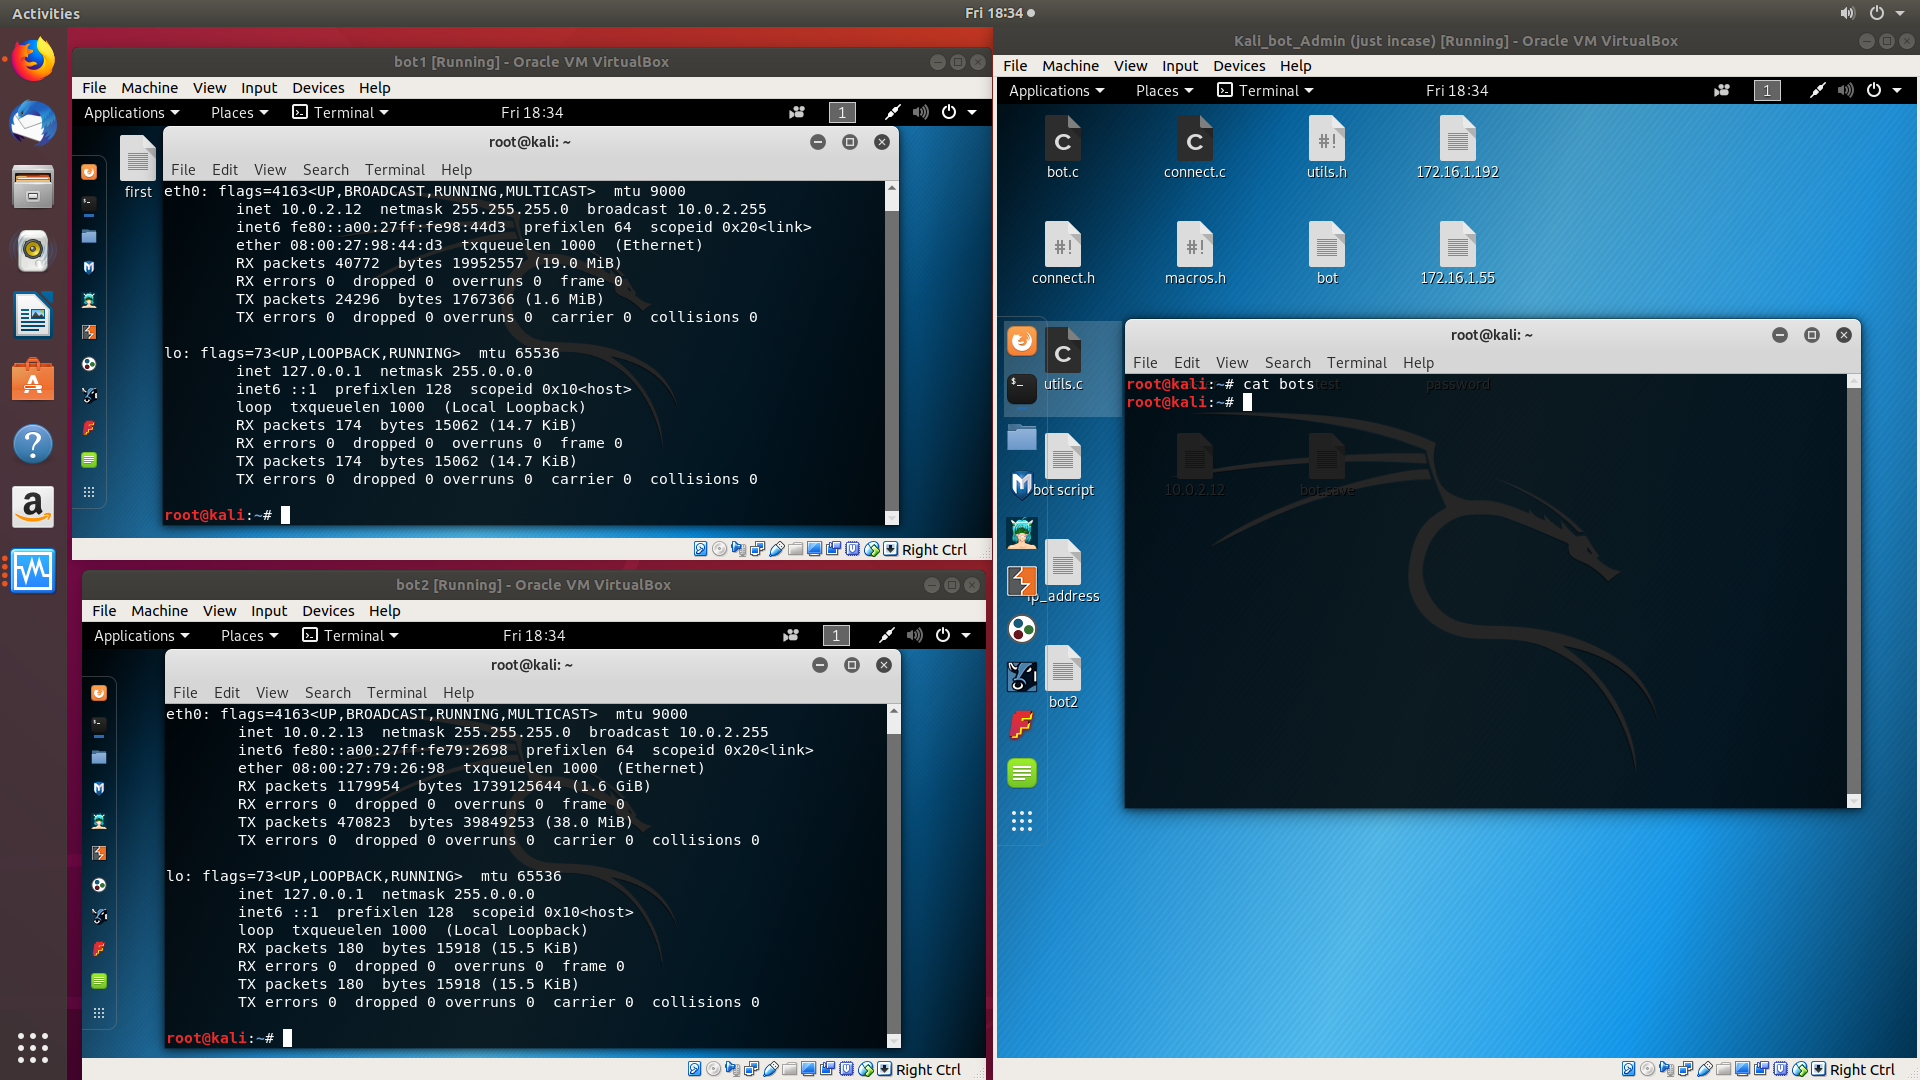 Activities
Fri 18:34
bot1 [Running] - Oracle VM VirtualBox
File Machine View Input Devices Help
Applications Places Terminal Fri 18:34 1
first
root@kali: ~
File Edit View Search Terminal Help
eth0: flags=4163<UP,BROADCAST,RUNNING,MULTICAST>  mtu 9000
        inet 10.0.2.12  netmask 255.255.255.0  broadcast 10.0.2.255
        inet6 fe80::a00:27ff:fe98:44d3  prefixlen 64  scopeid 0x20<link>
        ether 08:00:27:98:44:d3  txqueuelen 1000  (Ethernet)
        RX packets 40772  bytes 19952557 (19.0 MiB)
        RX errors 0  dropped 0  overruns 0  frame 0
        TX packets 24296  bytes 1767366 (1.6 MiB)
        TX errors 0  dropped 0 overruns 0  carrier 0  collisions 0
lo: flags=73<UP,LOOPBACK,RUNNING>  mtu 65536
        inet 127.0.0.1  netmask 255.0.0.0
        inet6 ::1  prefixlen 128  scopeid 0x10<host>
        loop  txqueuelen 1000  (Local Loopback)
        RX packets 174  bytes 15062 (14.7 KiB)
        RX errors 0  dropped 0  overruns 0  frame 0
        TX packets 174  bytes 15062 (14.7 KiB)
        TX errors 0  dropped 0 overruns 0  carrier 0  collisions 0
root@kali:~#
Right Ctrl
bot2 [Running] - Oracle VM VirtualBox
File Machine View Input Devices Help
Applications Places Terminal Fri 18:34 1
root@kali: ~
File Edit View Search Terminal Help
eth0: flags=4163<UP,BROADCAST,RUNNING,MULTICAST>  mtu 9000
        inet 10.0.2.13  netmask 255.255.255.0  broadcast 10.0.2.255
        inet6 fe80::a00:27ff:fe79:2698  prefixlen 64  scopeid 0x20<link>
        ether 08:00:27:79:26:98  txqueuelen 1000  (Ethernet)
        RX packets 1179954  bytes 1739125644 (1.6 GiB)
        RX errors 0  dropped 0  overruns 0  frame 0
        TX packets 470823  bytes 39849253 (38.0 MiB)
        TX errors 0  dropped 0 overruns 0  carrier 0  collisions 0
lo: flags=73<UP,LOOPBACK,RUNNING>  mtu 65536
        inet 127.0.0.1  netmask 255.0.0.0
        inet6 ::1  prefixlen 128  scopeid 0x10<host>
        loop  txqueuelen 1000  (Local Loopback)
        RX packets 180  bytes 15918 (15.5 KiB)
        RX errors 0  dropped 0  overruns 0  frame 0
        TX packets 180  bytes 15918 (15.5 KiB)
        TX errors 0  dropped 0 overruns 0  carrier 0  collisions 0
root@kali:~#
Right Ctrl
Kali_bot_Admin (just incase) [Running] - Oracle VM VirtualBox
File Machine View Input Devices Help
Applications Places Terminal Fri 18:34 1
bot.c connect.c utils.h 172.16.1.192
connect.h macros.h bot 172.16.1.55
utils.c
bot script
ip_address
bot2
root@kali: ~
File Edit View Search Terminal Help
root@kali:~# cat bots
test password
root@kali:~#
10.0.2.12 bot.save
Right Ctrl